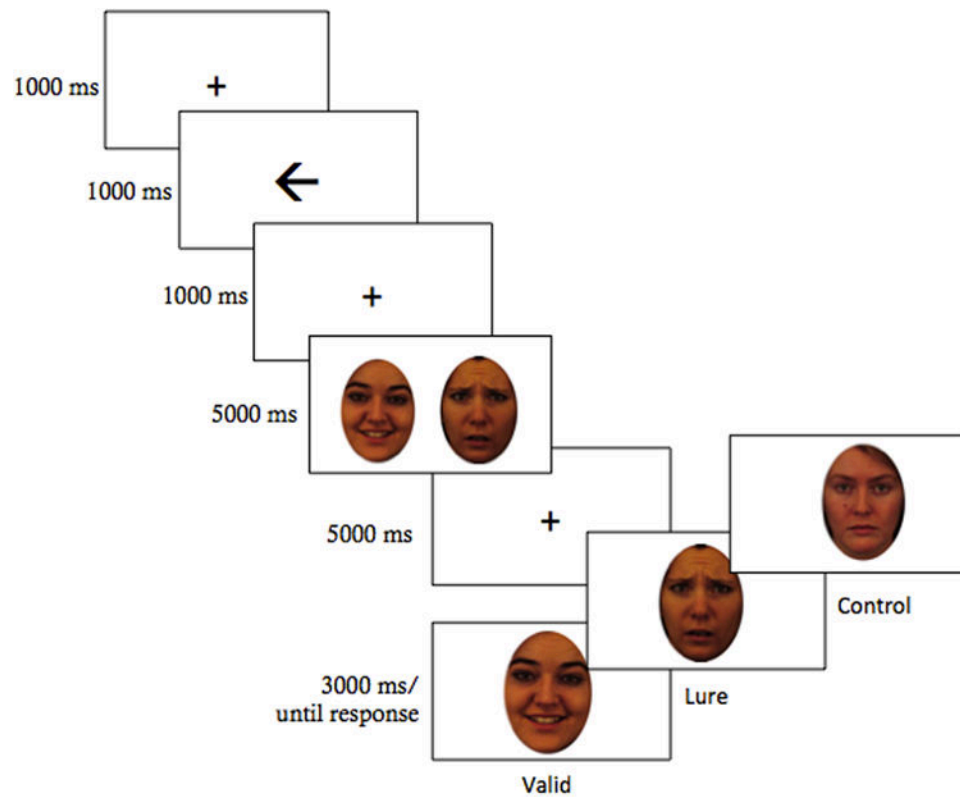 1000 ms
+
1000 ms
←
1000 ms
+
5000 ms
5000 ms
+
Control
Lure
3000 ms/
until response
Valid